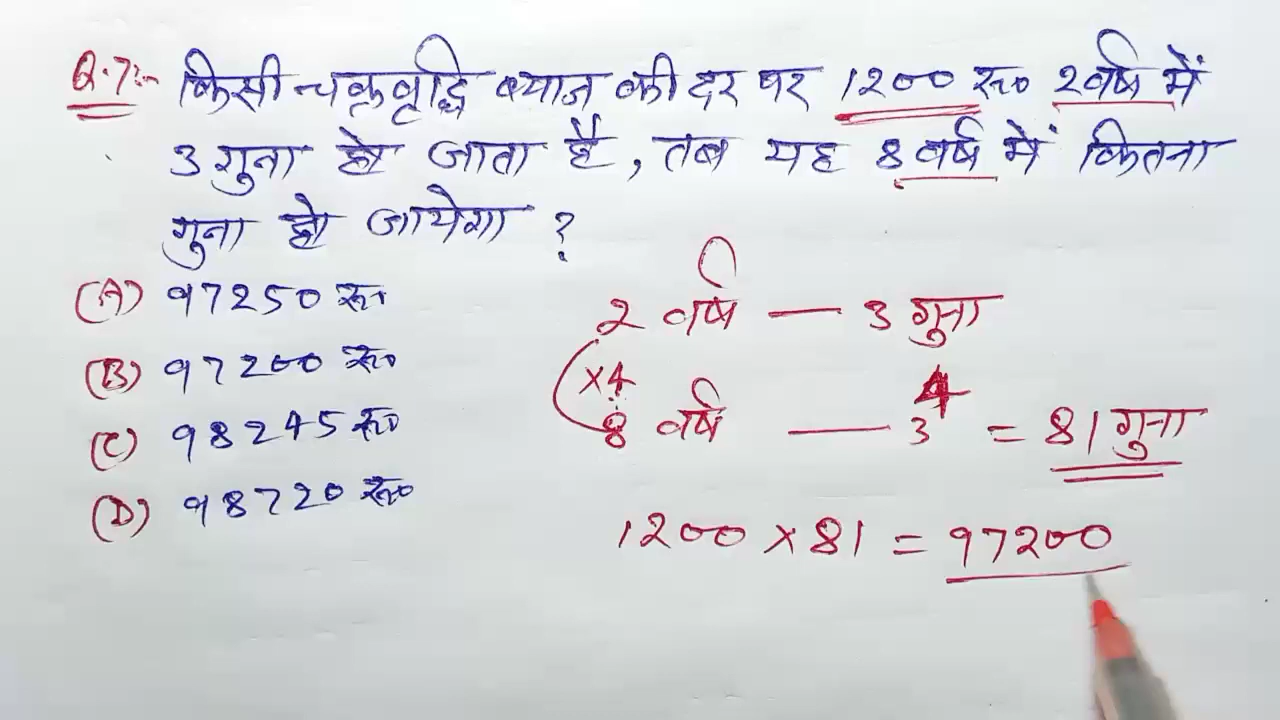 Q.7:- किसी चक्रवृद्धि ब्याज की दर पर 1200 रू० 2 वर्ष में
3 गुना हो जाता है, तब यह 8 वर्ष में कितना
गुना हो जायेगा ?
(A) 97250 रू०
(B) 97200 रू०
(C) 98245 रू०
(D) 98720 रू०
2 वर्ष — 3 गुना
×4
8 वर्ष — 3⁴ = 81 गुना
1200 × 81 = 97200